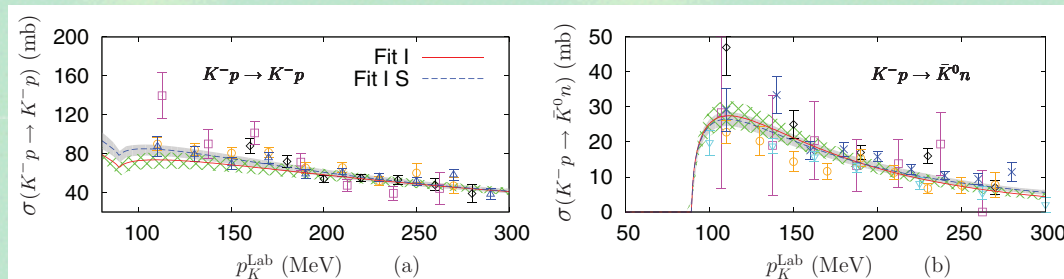 σ(K⁻p → K⁻p) (mb)
200
160
120
80
40
K⁻p → K⁻p
Fit I
Fit I S
100
150
200
250
300
p_K^Lab (MeV)
(a)
σ(K⁻p → K̄⁰n) (mb)
50
40
30
20
10
0
K⁻p → K̄⁰n
50
100
150
200
250
300
p_K^Lab (MeV)
(b)